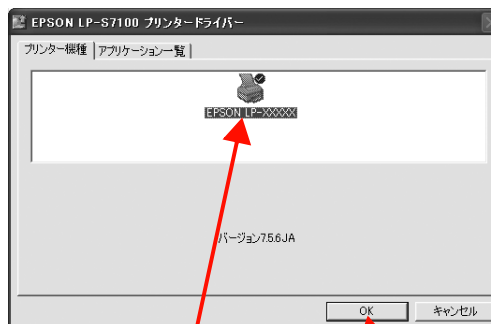 EPSON LP-S7100 プリンタードライバー
プリンター機種 アプリケーション一覧
EPSON LP-XXXXX
バージョン7.5.6.JA
OK キャンセル